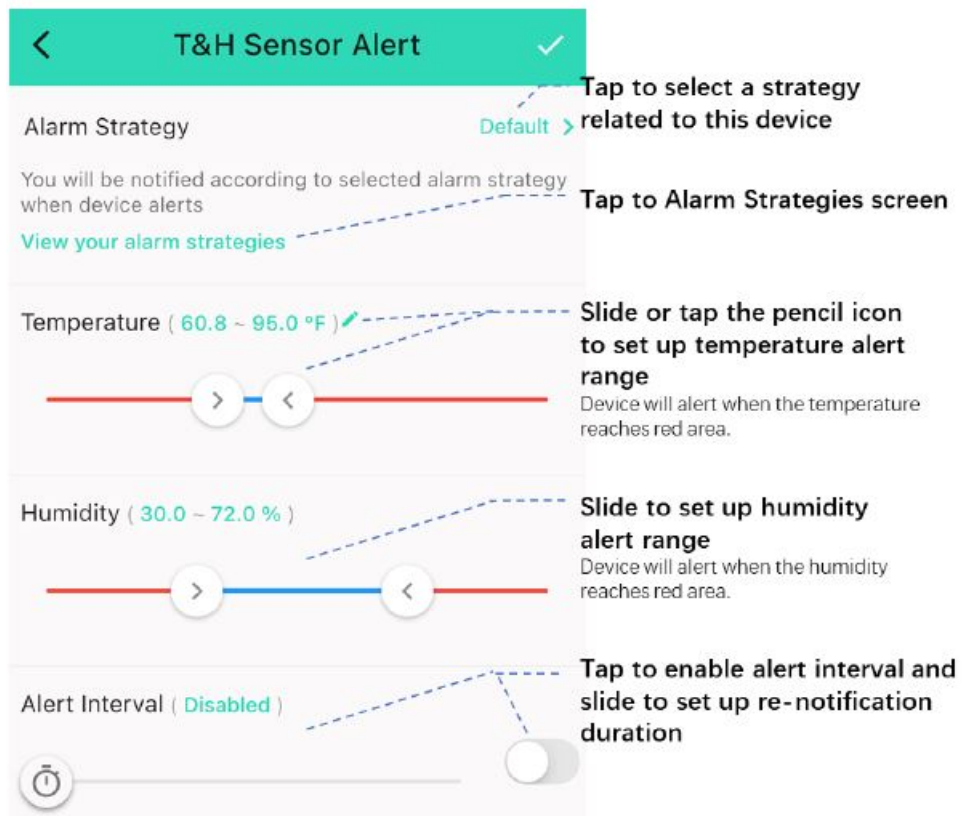 T&H Sensor Alert
Alarm Strategy
Default >
Tap to select a strategy
related to this device
You will be notified according to selected alarm strategy
when device alerts
View your alarm strategies
Tap to Alarm Strategies screen
Temperature ( 60.8 ~ 95.0 °F )
Slide or tap the pencil icon
to set up temperature alert
range
Device will alert when the temperature
reaches red area.
Humidity ( 30.0 ~ 72.0 % )
Slide to set up humidity
alert range
Device will alert when the humidity
reaches red area.
Alert Interval ( Disabled )
Tap to enable alert interval and
slide to set up re-notification
duration